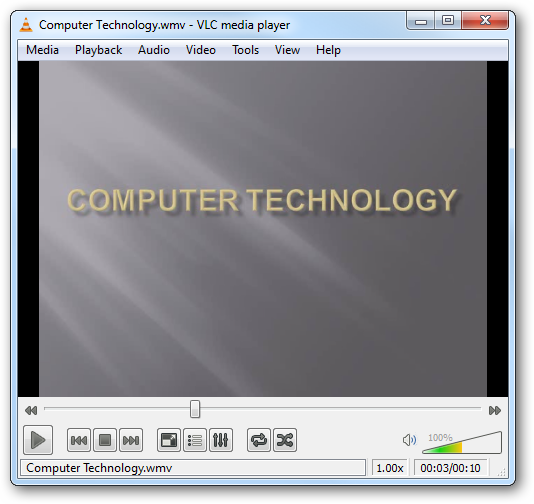 Computer Technology.wmv - VLC media player
Media Playback Audio Video Tools View Help
COMPUTER TECHNOLOGY
100%
Computer Technology.wmv 1.00x 00:03/00:10